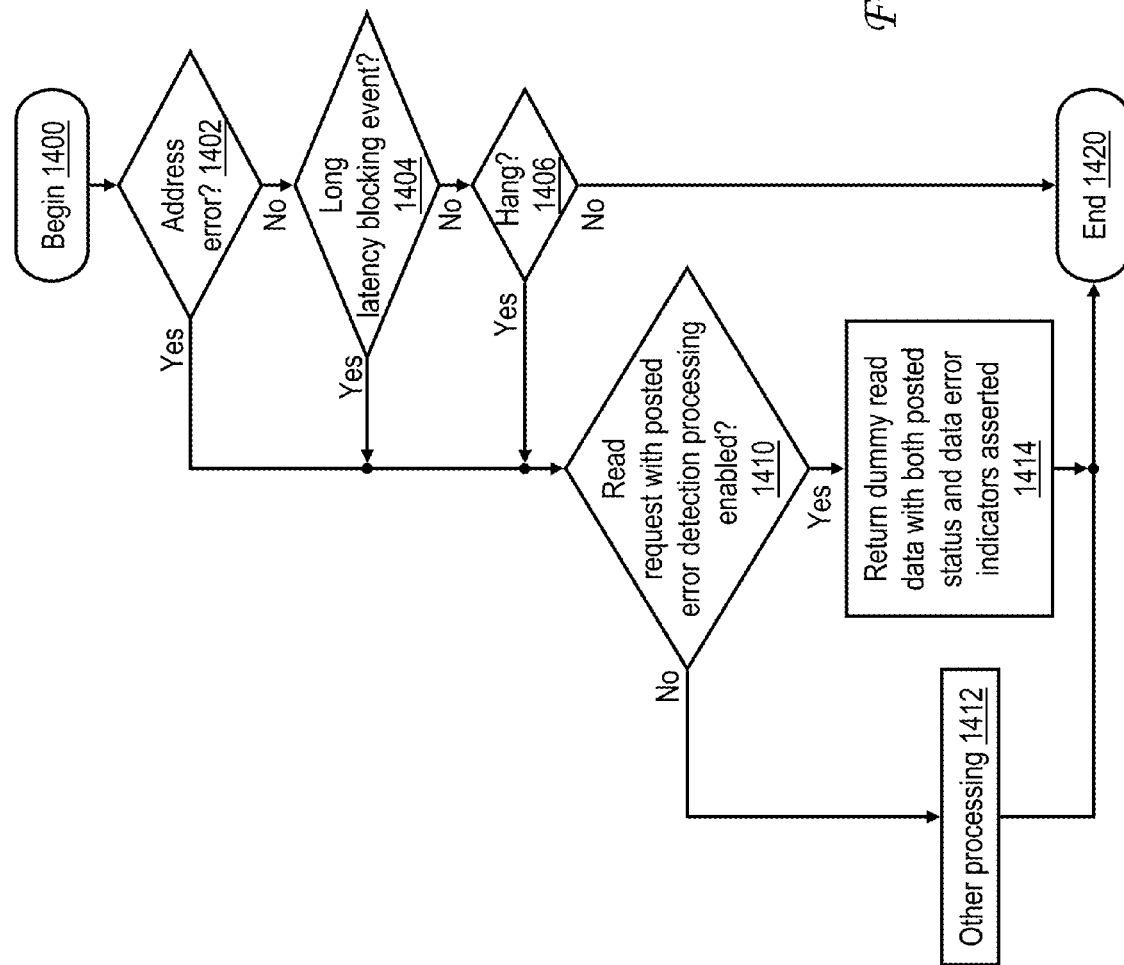 Begin 1400
Address
error? 1402
Yes
No
Long
latency blocking event?
1404
Yes
No
Hang?
1406
Yes
No
Read
request with posted
error detection processing
enabled?
1410
No
Yes
Other processing 1412
Return dummy read
data with both posted
status and data error
indicators asserted
1414
End 1420